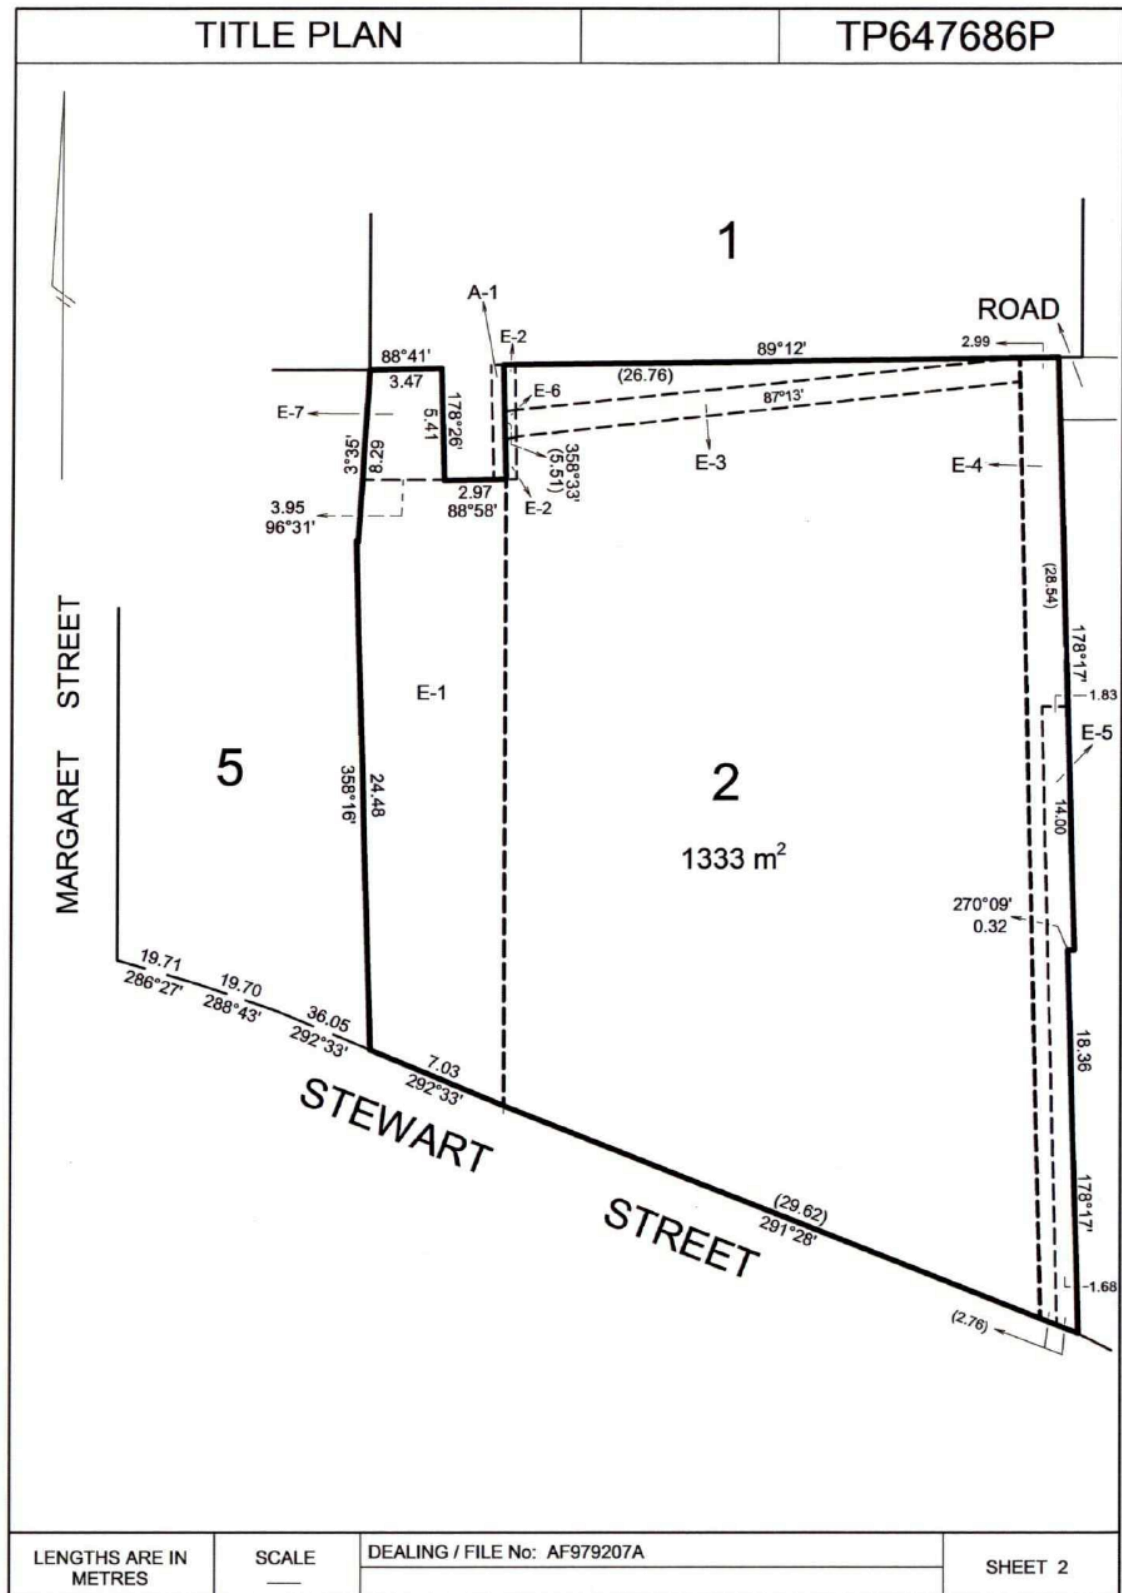 TITLE PLAN
TP647686P
1
A-1
ROAD
E-2
2.99
88°41'
89°12'
3.47
(26.76)
87°13'
E-6
E-7
5.41
178°26'
3°35'
8.29
358°33'
(5.51)
E-3
E-4
2.97
88°58'
E-2
3.95
96°31'
(28.54)
178°17'
MARGARET STREET
E-1
1.83
E-5
5
358°16'
24.48
2
14.00
1333 m²
270°09'
0.32
19.71
286°27'
19.70
288°43'
36.05
292°33'
7.03
292°33'
18.36
178°17'
STEWART STREET
(29.62)
291°28'
1.68
(2.76)
LENGTHS ARE IN
METRES
SCALE
DEALING / FILE No: AF979207A
SHEET 2